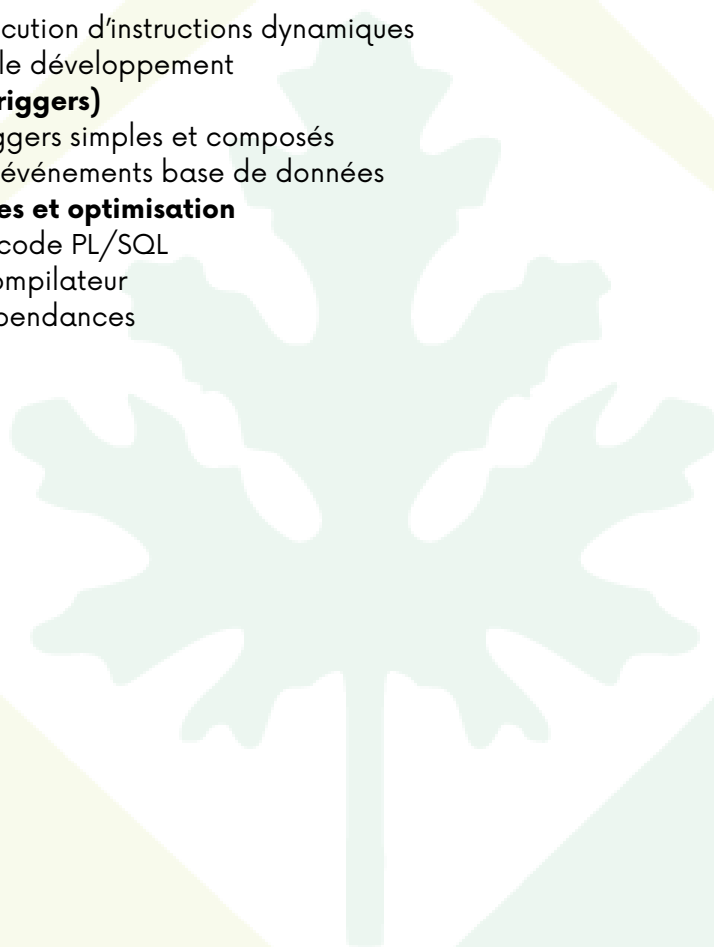 cution d'instructions dynamiques
le développement
riggers)
ggers simples et composés
événements base de données
es et optimisation
code PL/SQL
ompilateur
pendances